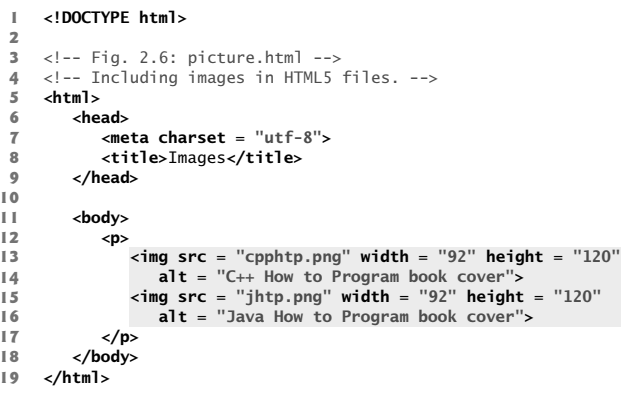 1 <!DOCTYPE html>
2
3 <!-- Fig. 2.6: picture.html -->
4 <!-- Including images in HTML5 files. -->
5 <html>
6 <head>
7 <meta charset = "utf-8">
8 <title>Images</title>
9 </head>
10
11 <body>
12 <p>
13 <img src = "cpphtp.png" width = "92" height = "120"
14 alt = "C++ How to Program book cover">
15 <img src = "jhtp.png" width = "92" height = "120"
16 alt = "Java How to Program book cover">
17 </p>
18 </body>
19 </html>